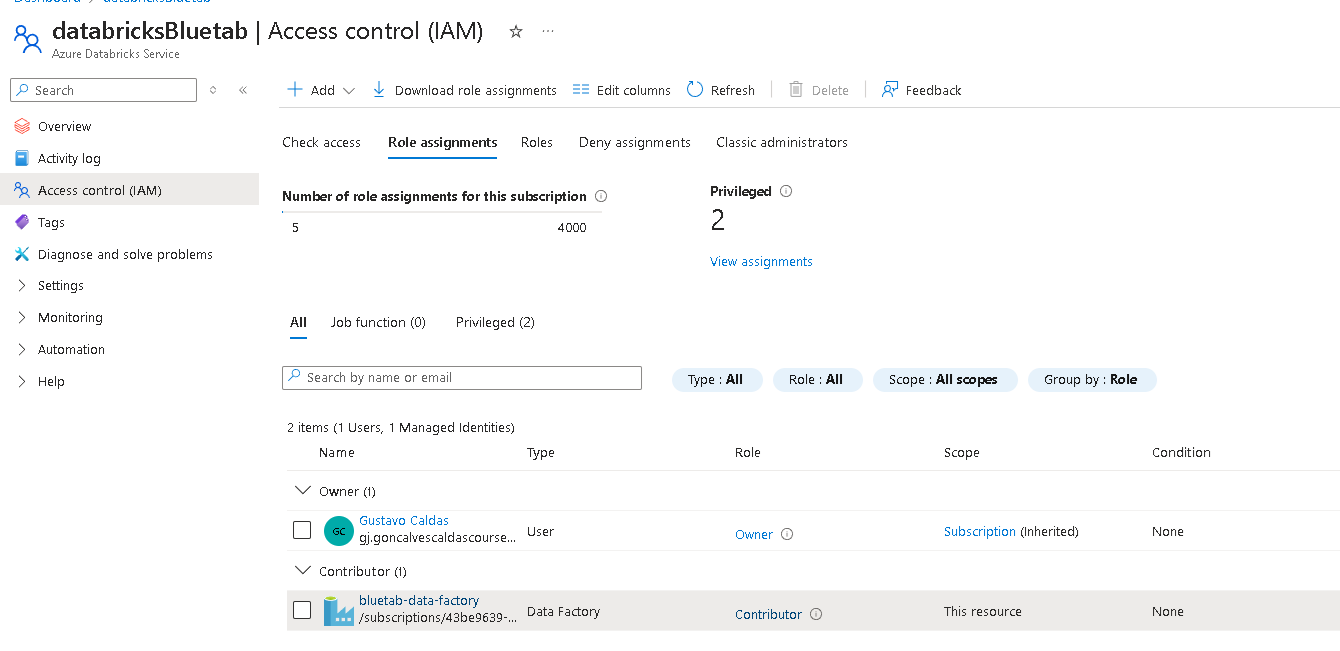 Dashboard > databricksBluetab
databricksBluetab | Access control (IAM) ☆ ...
Azure Databricks Service
Search
Overview
Activity log
Access control (IAM)
Tags
Diagnose and solve problems
Settings
Monitoring
Automation
Help
Add Download role assignments Edit columns Refresh Delete Feedback
Check access Role assignments Roles Deny assignments Classic administrators
Number of role assignments for this subscription
5 4000
Privileged
2
View assignments
All Job function (0) Privileged (2)
Search by name or email Type : All Role : All Scope : All scopes Group by : Role
2 items (1 Users, 1 Managed Identities)
Name Type Role Scope Condition
Owner (1)
GC Gustavo Caldas
gj.goncalvescaldascourse... User Owner Subscription (Inherited) None
Contributor (1)
bluetab-data-factory
/subscriptions/43be9639-... Data Factory Contributor This resource None